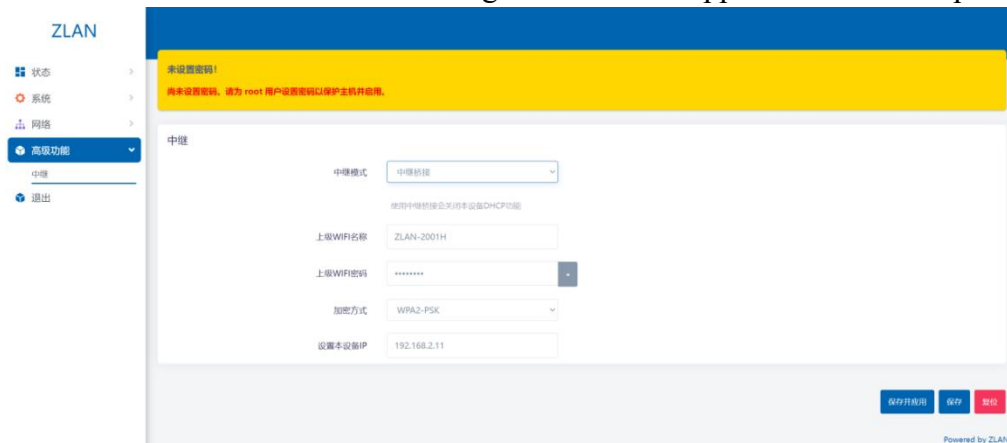 ZLAN
状态
系统
网络
高级功能
中继
退出
未设置密码！
尚未设置密码。请为 root 用户设置密码以保护主机并启用。
中继
中继模式 中继桥接
使用中继桥接会关闭本设备DHCP功能
上级WIFI名称 ZLAN-2001H
上级WIFI密码 ••••••••
加密方式 WPA2-PSK
设置本设备IP 192.168.2.11
保存并应用 保存 复位
Powered by ZLAN